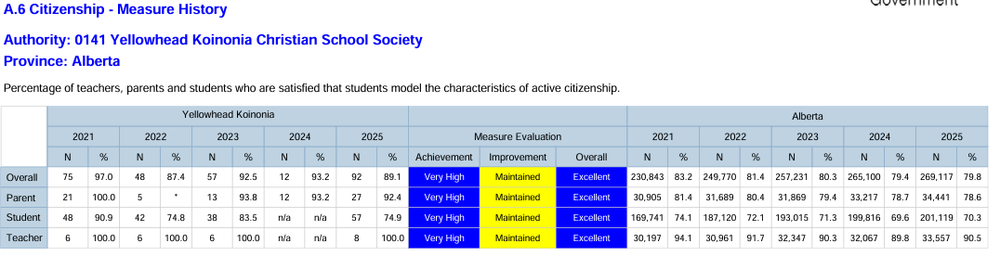 Government
A.6 Citizenship - Measure History
Authority: 0141 Yellowhead Koinonia Christian School Society
Province: Alberta
Percentage of teachers, parents and students who are satisfied that students model the characteristics of active citizenship.
Yellowhead Koinonia Alberta
2021 2022 2023 2024 2025 Measure Evaluation 2021 2022 2023 2024 2025
N % N % N % N % N % Achievement Improvement Overall N % N % N % N % N %
Overall 75 97.0 48 87.4 57 92.5 12 93.2 92 89.1 Very High Maintained Excellent 230,843 83.2 249,770 81.4 257,231 80.3 265,100 79.4 269,117 79.8
Parent 21 100.0 5 * 13 93.8 12 93.2 27 92.4 Very High Maintained Excellent 30,905 81.4 31,689 80.4 31,869 79.4 33,217 78.7 34,441 78.6
Student 48 90.9 42 74.8 38 83.5 n/a n/a 57 74.9 Very High Maintained Excellent 169,741 74.1 187,120 72.1 193,015 71.3 199,816 69.6 201,119 70.3
Teacher 6 100.0 6 100.0 6 100.0 n/a n/a 8 100.0 Very High Maintained Excellent 30,197 94.1 30,961 91.7 32,347 90.3 32,067 89.8 33,557 90.5